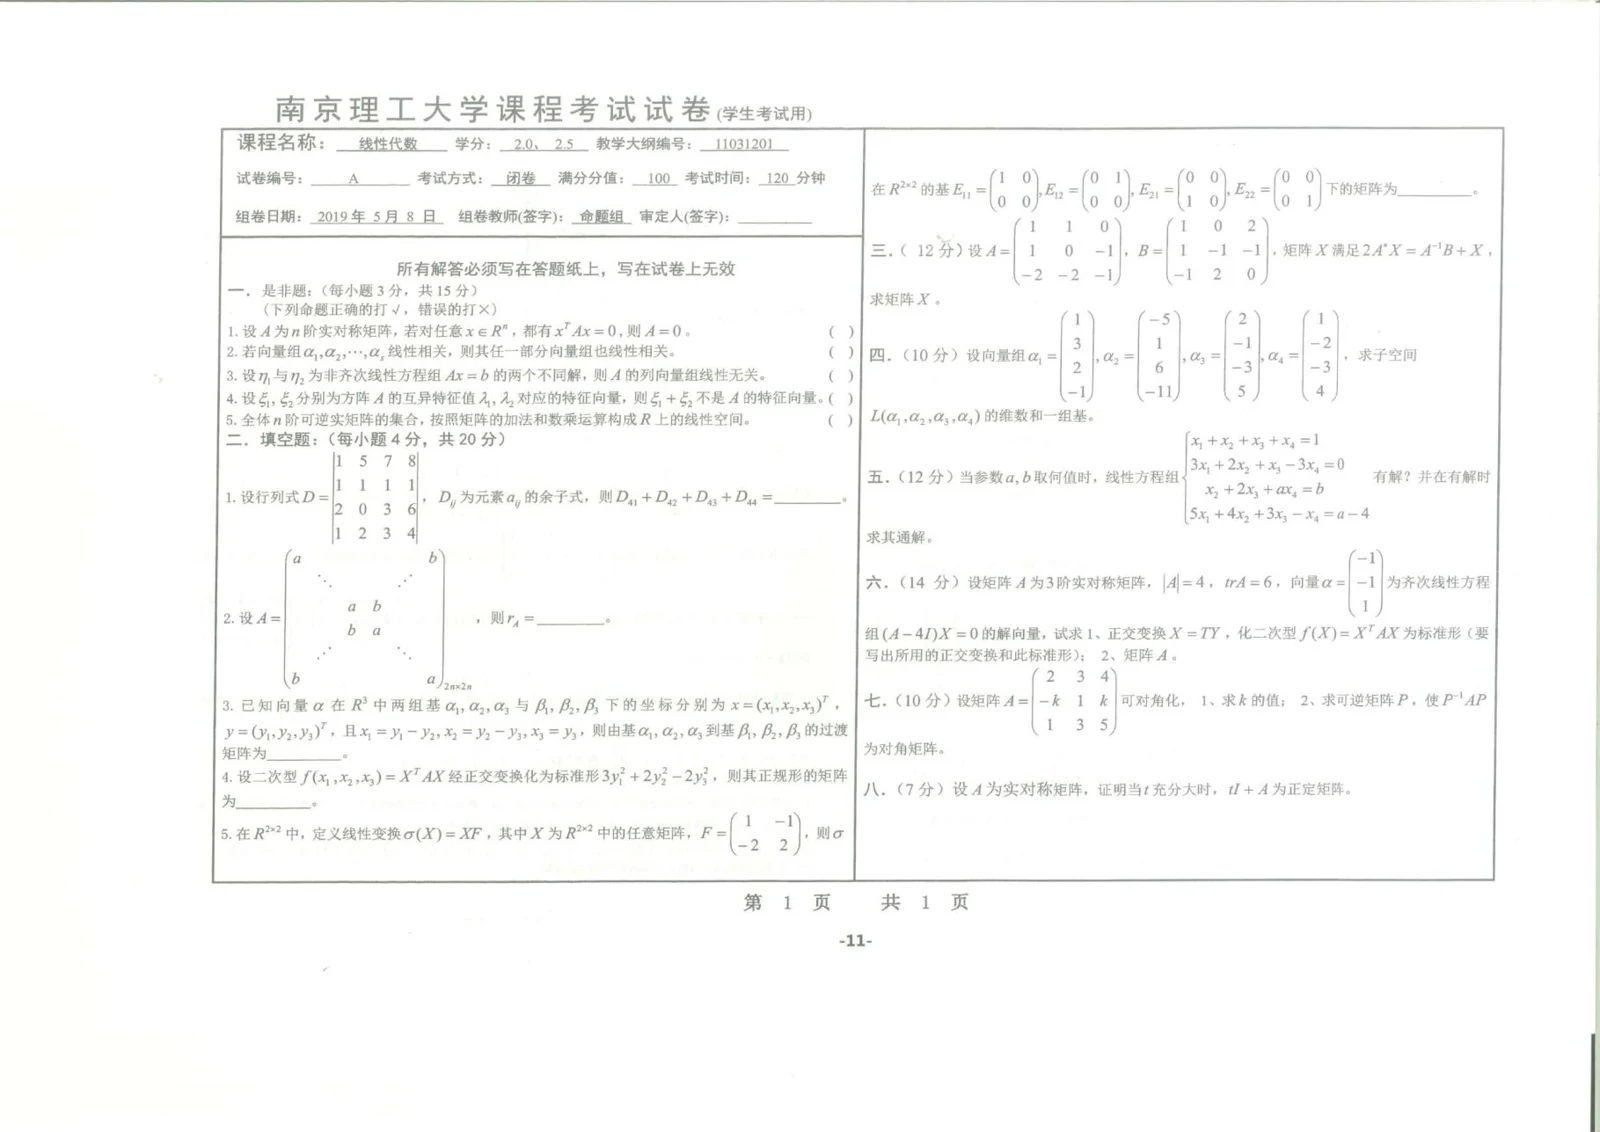 南京理工大学课程考试试卷(学生考试用)
课程名称： 线性代数 学分： 2.0、 2.5 教学大纲编号： 11031201
试卷编号： A 考试方式： 闭卷 满分分值： 100 考试时间： 120 分钟
组卷日期： 2019 年 5 月 8 日 组卷教师(签字)： 命题组 审定人(签字)：
所有解答必须写在答题纸上，写在试卷上无效
一．是非题：（每小题 3 分，共 15 分）
（下列命题正确的打√，错误的打×）
1. 设 A 为 n 阶实对称矩阵，若对任意 x ∈ Rⁿ，都有 xᵀAx = 0，则 A = 0。 （ ）
2. 若向量组 α₁,α₂,⋯,αₛ 线性相关，则其任一部分向量组也线性相关。 （ ）
3. 设 η₁ 与 η₂ 为非齐次线性方程组 Ax = b 的两个不同解，则 A 的列向量组线性无关。 （ ）
4. 设 ξ₁, ξ₂ 分别为方阵 A 的互异特征值 λ₁, λ₂ 对应的特征向量，则 ξ₁ + ξ₂ 不是 A 的特征向量。（ ）
5. 全体 n 阶可逆实矩阵的集合，按照矩阵的加法和数乘运算构成 R 上的线性空间。 （ ）
二．填空题：（每小题 4 分，共 20 分）
1. 设行列式 D = |1 5 7 8; 1 1 1 1; 2 0 3 6; 1 2 3 4|， D_ij 为元素 a_ij 的余子式，则 D₄₁ + D₄₂ + D₄₃ + D₄₄ = ________。
2. 设 A = (a b; ⋱ ⋰; a b; b a; ⋰ ⋱; b a)_{2n×2n}，则 r_A = ________。
3. 已知向量 α 在 R³ 中两组基 α₁, α₂, α₃ 与 β₁, β₂, β₃ 下的坐标分别为 x = (x₁,x₂,x₃)ᵀ，
y = (y₁,y₂,y₃)ᵀ，且 x₁ = y₁ − y₂, x₂ = y₂ − y₃, x₃ = y₃，则由基 α₁, α₂, α₃ 到基 β₁, β₂, β₃ 的过渡
矩阵为________。
4. 设二次型 f(x₁,x₂,x₃) = XᵀAX 经正交变换化为标准形 3y₁² + 2y₂² − 2y₃²，则其正规形的矩阵
为________。
5. 在 R²ˣ² 中，定义线性变换 σ(X) = XF，其中 X 为 R²ˣ² 中的任意矩阵，F = (1 −1; −2 2)，则 σ
在 R²ˣ² 的基 E₁₁ = (1 0; 0 0), E₁₂ = (0 1; 0 0), E₂₁ = (0 0; 1 0), E₂₂ = (0 0; 0 1) 下的矩阵为________。
三．（ 12 分）设 A = (1 1 0; 1 0 −1; −2 −2 −1)，B = (1 0 2; 1 −1 −1; −1 2 0)，矩阵 X 满足 2A*X = A⁻¹B + X，
求矩阵 X 。
四．（10 分）设向量组 α₁ = (1; 3; 2; −1), α₂ = (−5; 1; 6; −11), α₃ = (2; −1; −3; 5), α₄ = (1; −2; −3; 4)，求子空间
L(α₁,α₂,α₃,α₄) 的维数和一组基。
五．（12 分）当参数 a, b 取何值时，线性方程组 {x₁ + x₂ + x₃ + x₄ = 1; 3x₁ + 2x₂ + x₃ − 3x₄ = 0; x₂ + 2x₃ + ax₄ = b; 5x₁ + 4x₂ + 3x₃ − x₄ = a − 4 有解？并在有解时
求其通解。
六．（14 分）设矩阵 A 为 3 阶实对称矩阵，|A| = 4，trA = 6，向量 α = (−1; −1; 1) 为齐次线性方程
组 (A − 4I)X = 0 的解向量，试求 1、正交变换 X = TY，化二次型 f(X) = XᵀAX 为标准形（要
写出所用的正交变换和此标准形）； 2、矩阵 A 。
七．（10 分）设矩阵 A = (2 3 4; −k 1 k; 1 3 5) 可对角化， 1、求 k 的值； 2、求可逆矩阵 P，使 P⁻¹AP
为对角矩阵。
八．（7 分）设 A 为实对称矩阵，证明当 t 充分大时，tI + A 为正定矩阵。
第 1 页 共 1 页
-11-